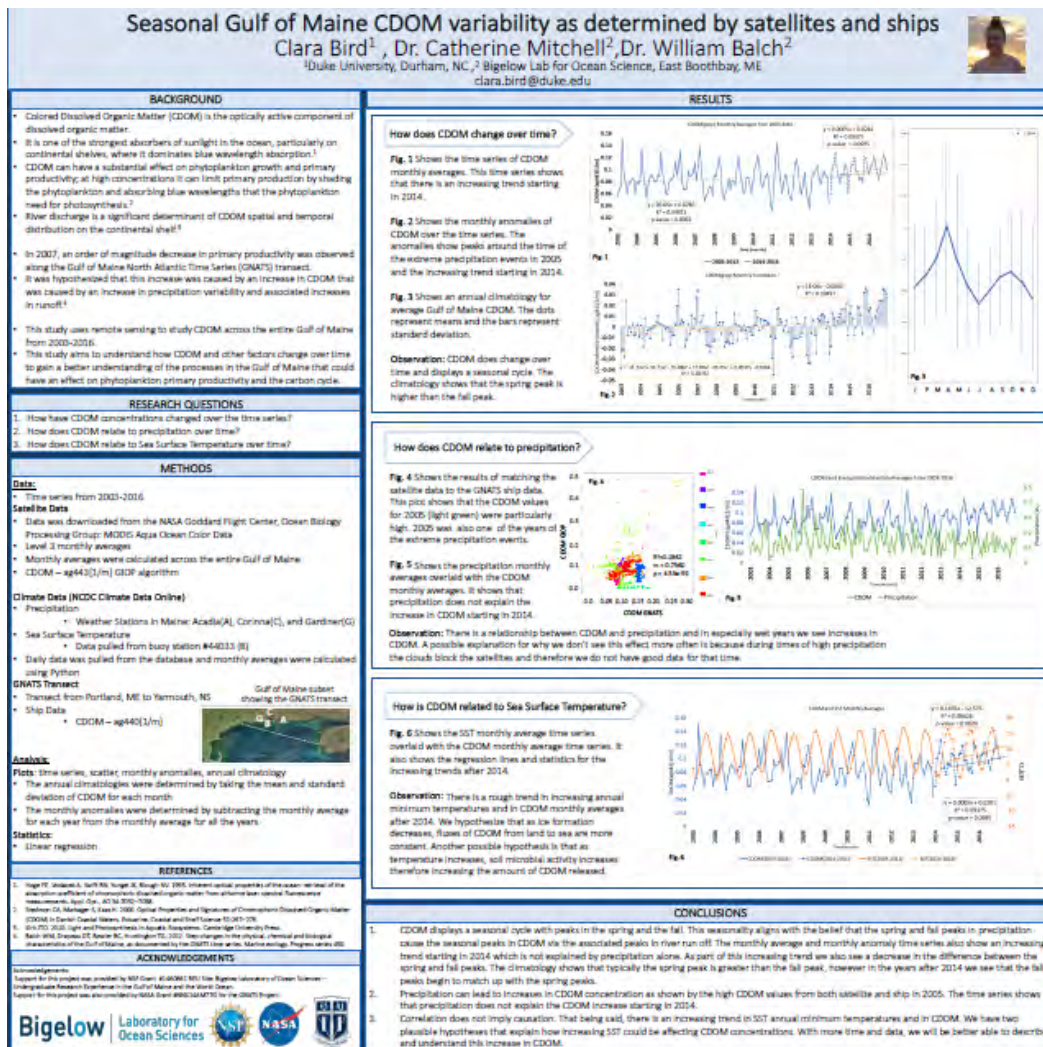 Seasonal Gulf of Maine CDOM variability as determined by satellites and ships
Clara Bird1 , Dr. Catherine Mitchell2,Dr. William Balch2
1Duke University, Durham, NC ,2 Bigelow Lab for Ocean Science, East Boothbay, ME
clara.bird@duke.edu
BACKGROUND
• Colored Dissolved Organic Matter (CDOM) is the optically active component of
dissolved organic matter.
• It is one of the strongest absorbers of sunlight in the ocean, particularly on
continental shelves, where it dominates blue wavelength absorption.
• CDOM can have a substantial effect on phytoplankton growth and primary
productivity; at high concentrations it can limit primary production by shading
the phytoplankton and absorbing blue wavelengths that the phytoplankton
need for photosynthesis.
• River discharge is a significant determinant of CDOM spatial and temporal
distribution on the continental shelf.
• In 2007, an order of magnitude decrease in primary productivity was observed
along the Gulf of Maine North Atlantic Time Series (GNATS) transect.
• It was hypothesized that this increase was caused by an increase in CDOM that
was caused by an increase in precipitation variability and associated increases
in runoff.
• This study uses remote sensing to study CDOM across the entire Gulf of Maine
from 2003-2016.
• This study aims to understand how CDOM and other factors change over time
to gain a better understanding of the processes in the Gulf of Maine that could
have an effect on phytoplankton primary productivity and the carbon cycle.
RESEARCH QUESTIONS
1. How have CDOM concentrations changed over the time series?
2. How does CDOM relate to precipitation over time?
3. How does CDOM relate to Sea Surface Temperature over time?
METHODS
Data:
• Time series from 2003-2016
Satellite Data
• Data was downloaded from the NASA Goddard Flight Center, Ocean Biology
Processing Group: MODIS Aqua Ocean Color Data
• Level 3 monthly averages
• Monthly averages were calculated across the entire Gulf of Maine
• CDOM – ag443(1/m) GIOP algorithm
Climate Data (NCDC Climate Data Online)
• Precipitation
• Weather Stations in Maine: Acadia(A), Corinna(C), and Gardiner(G)
• Sea Surface Temperature
• Data pulled from buoy station #44033 (B)
• Daily data was pulled from the database and monthly averages were calculated
using Python
GNATS Transect
• Transect from Portland, ME to Yarmouth, NS
• Ship Data
• CDOM – ag440(1/m)
Gulf of Maine subset
showing the GNATS transect
G C B A
Analysis:
Plots: time series, scatter, monthly anomalies, annual climatology
• The annual climatologies were determined by taking the mean and standard
deviation of CDOM for each month
• The monthly anomalies were determined by subtracting the monthly average
for each year from the monthly average for all the years.
Statistics:
• Linear regression
REFERENCES
ACKNOWLEDGEMENTS
Acknowledgements
Bigelow | Laboratory for
Ocean Sciences
NSF
NASA
RESULTS
How does CDOM change over time?
Fig. 1 Shows the time series of CDOM
monthly averages. This time series shows
that there is an increasing trend starting
in 2014.
Fig. 2 Shows the monthly anomalies of
CDOM over the time series. The
anomalies show peaks around the time of
the extreme precipitation events in 2005
and the increasing trend starting in 2014.
Fig. 3 Shows an annual climatology for
average Gulf of Maine CDOM. The dots
represent means and the bars represent
standard deviation.
Observation: CDOM does change over
time and displays a seasonal cycle. The
climatology shows that the spring peak is
higher than the fall peak.
Fig. 1
Fig. 2
Fig. 3
J F M A M J J A S O N D
How does CDOM relate to precipitation?
Fig. 4 Shows the results of matching the
satellite data to the GNATS ship data.
This plot shows that the CDOM values
for 2005 (light green) were particularly
high. 2005 was also one of the years of
the extreme precipitation events.
Fig. 5 Shows the precipitation monthly
averages overlaid with the CDOM
monthly averages. It shows that
precipitation does not explain the
increase in CDOM starting in 2014.
Fig. 4
CDOM GIOP
CDOM GNATS
Fig. 5
CDOM
Precipitation
Observation: There is a relationship between CDOM and precipitation and in especially wet years we see increases in
CDOM. A possible explanation for why we don't see this effect more often is because during times of high precipitation
the clouds block the satellites and therefore we do not have good data for that time.
How is CDOM related to Sea Surface Temperature?
Fig. 6 Shows the SST monthly average time series
overlaid with the CDOM monthly average time series. It
also shows the regression lines and statistics for the
increasing trends after 2014.
Observation: There is a rough trend in increasing annual
minimum temperatures and in CDOM monthly averages
after 2014. We hypothesize that as ice formation
decreases, fluxes of CDOM from land to sea are more
constant. Another possible hypothesis is that as
temperature increases, soil microbial activity increases
therefore increasing the amount of CDOM released.
Fig.6
CONCLUSIONS
1. CDOM displays a seasonal cycle with peaks in the spring and the fall. This seasonality aligns with the belief that the spring and fall peaks in precipitation
cause the seasonal peaks in CDOM via the associated peaks in river run off. The monthly average and monthly anomaly time series also show an increasing
trend starting in 2014 which is not explained by precipitation alone. As part of this increasing trend we also see a decrease in the difference between the
spring and fall peaks. The climatology shows that typically the spring peak is greater than the fall peak, however in the years after 2014 we see that the fall
peaks begin to match up with the spring peaks.
2. Precipitation can lead to increases in CDOM concentration as shown by the high CDOM values from both satellite and ship in 2005. The time series shows
that precipitation does not explain the CDOM increase starting in 2014.
3. Correlation does not imply causation. That being said, there is an increasing trend in SST annual minimum temperatures and in CDOM. We have two
plausible hypotheses that explain how increasing SST could be affecting CDOM concentrations. With more time and data, we will be better able to describe
and understand this increase in CDOM.